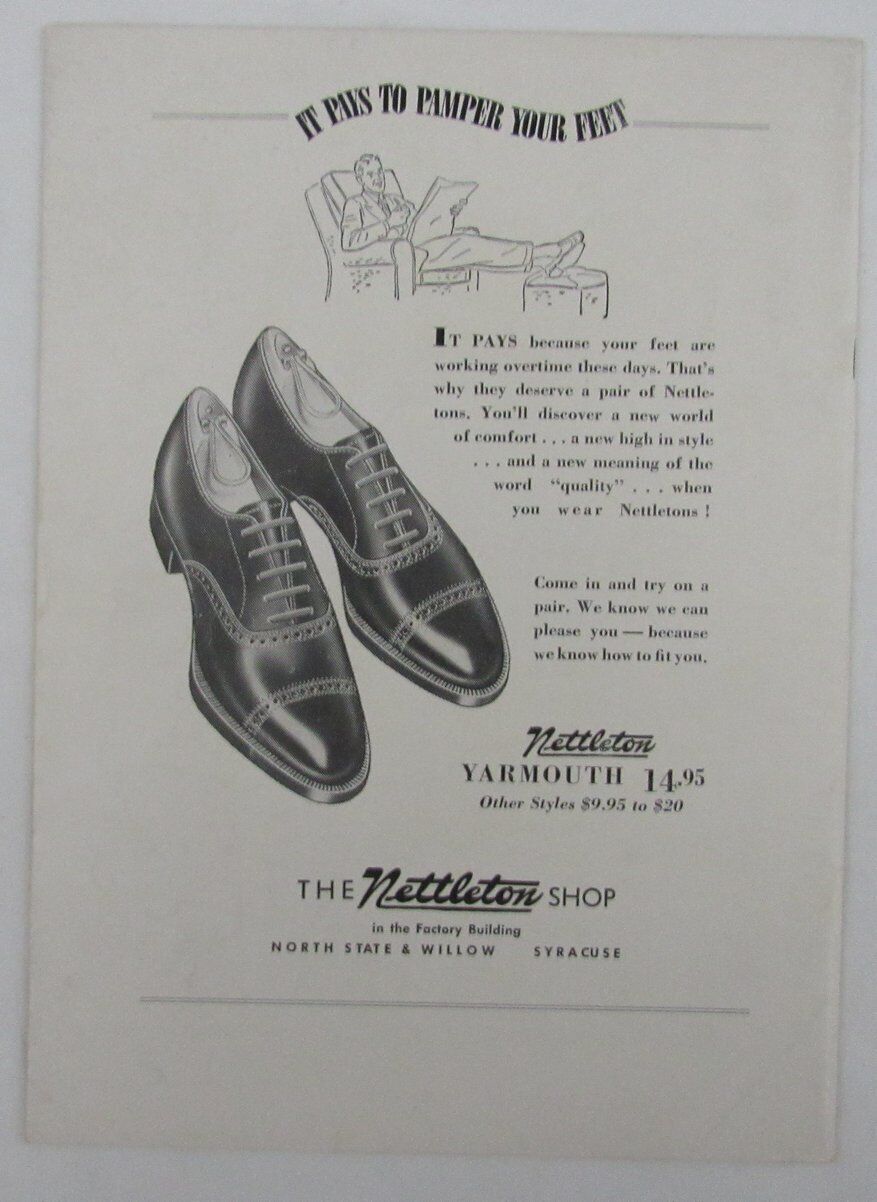 IT PAYS TO PAMPER YOUR FEET
IT PAYS because your feet are
working overtime these days. That's
why they deserve a pair of Nettle-
tons. You'll discover a new world
of comfort . . . a new high in style
. . . and a new meaning of the
word "quality" . . . when
you wear Nettletons !
Come in and try on a
pair. We know we can
please you — because
we know how to fit you.
Nettleton
YARMOUTH 14.95
Other Styles $9.95 to $20
THE Nettleton SHOP
in the Factory Building
NORTH STATE & WILLOW SYRACUSE